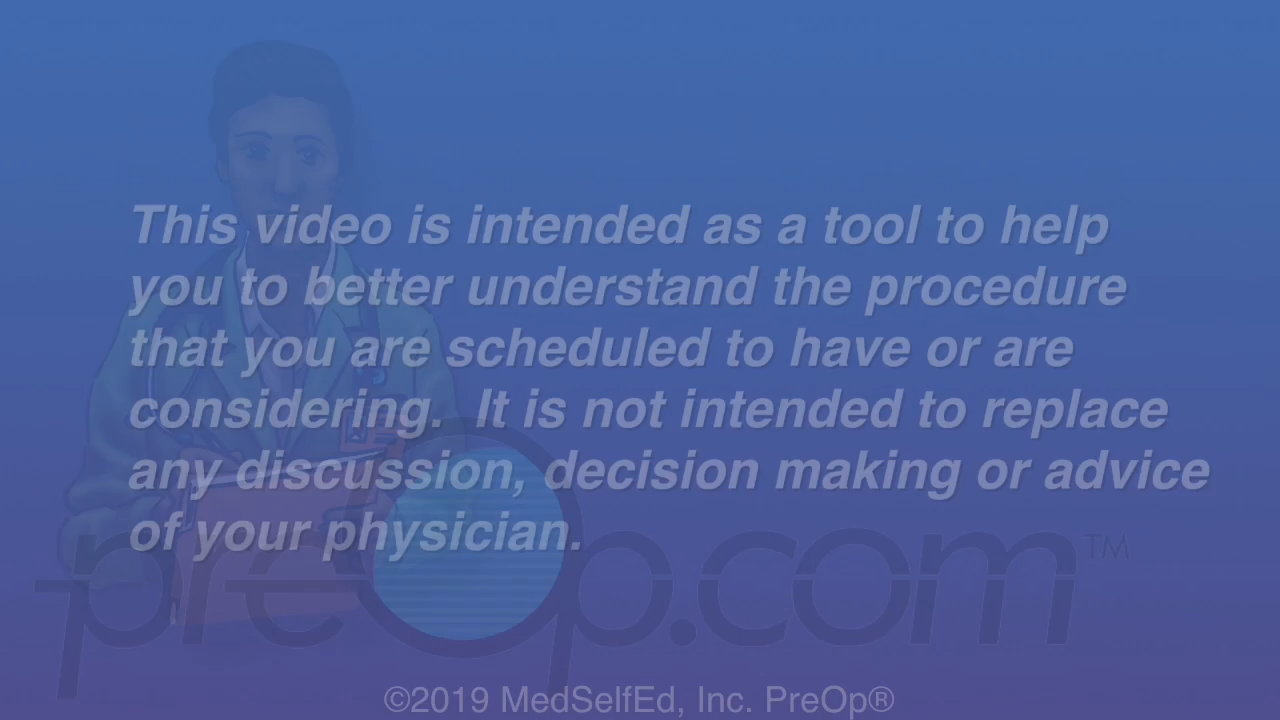 This video is intended as a tool to help
you to better understand the procedure
that you are scheduled to have or are
considering.  It is not intended to replace
any discussion, decision making or advice
of your physician.
preOp.com™
©2019 MedSelfEd, Inc. PreOp®